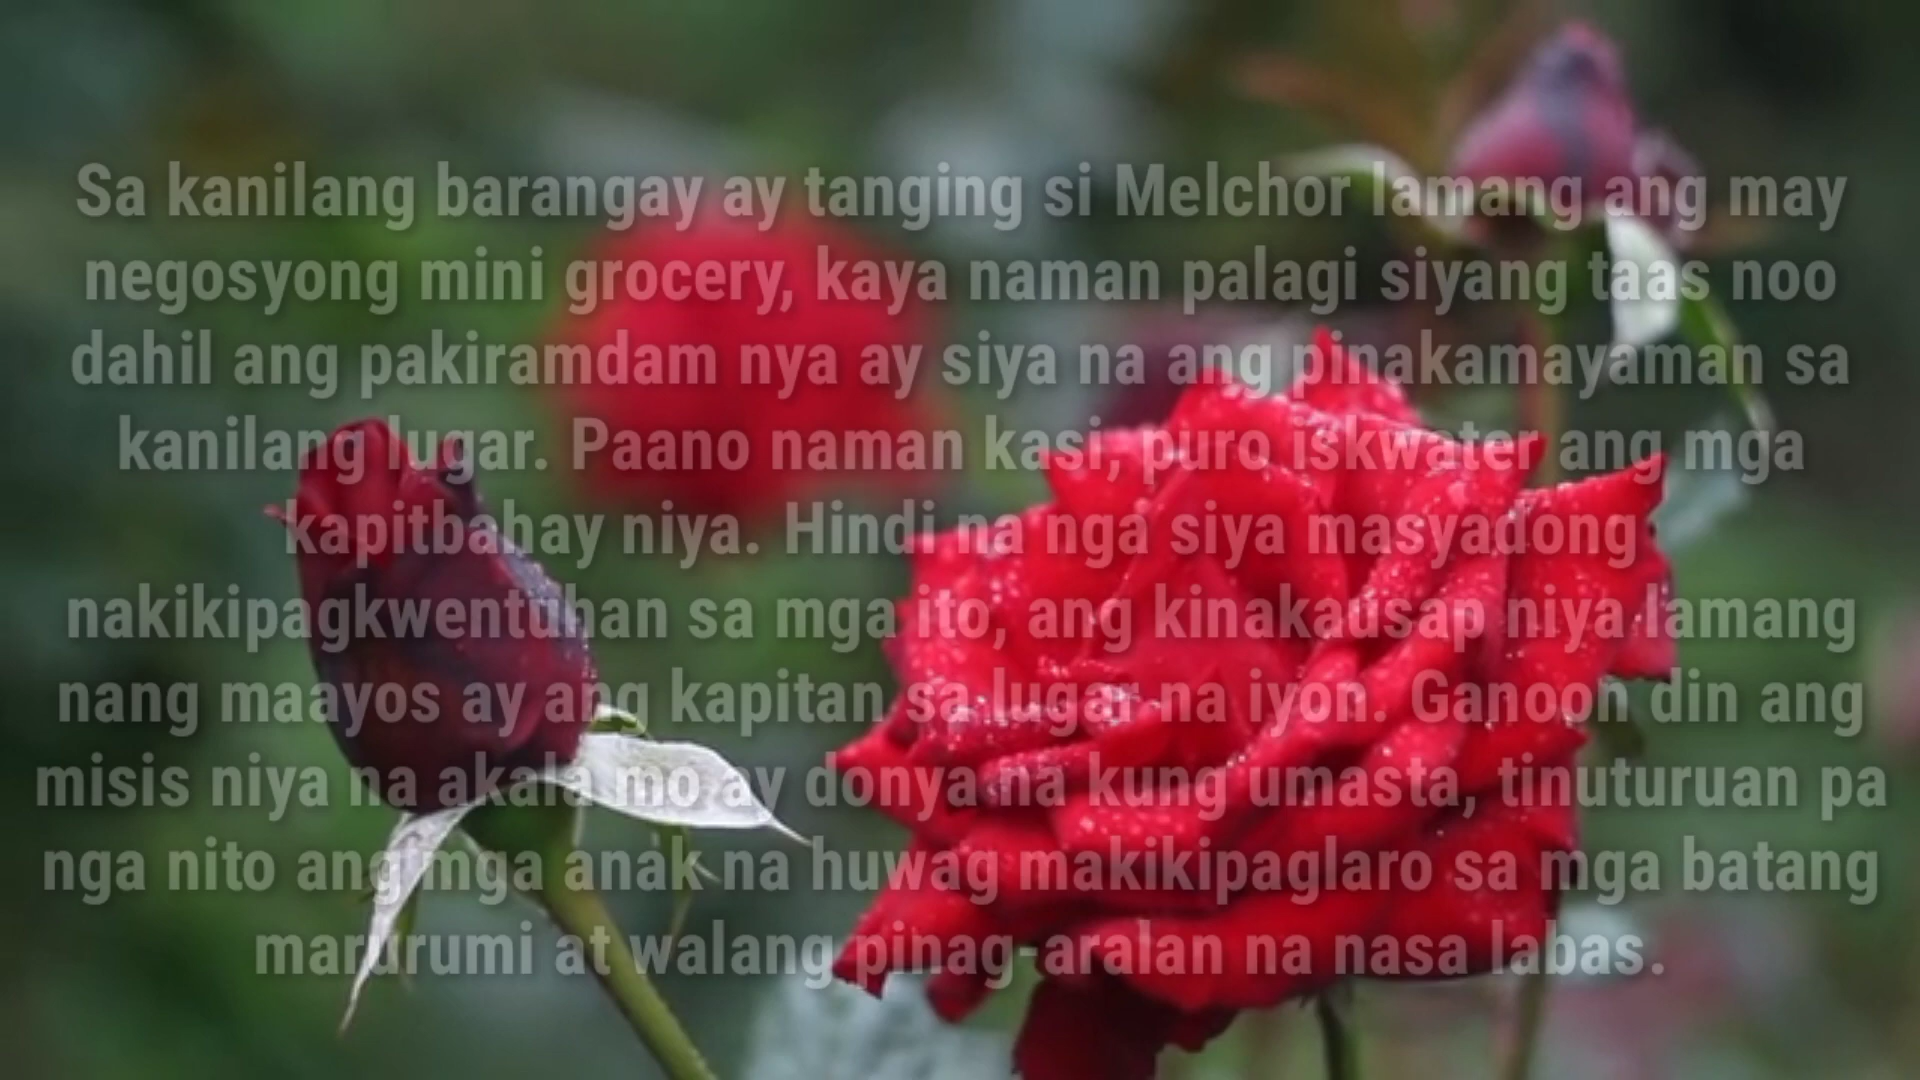 Sa kanilang barangay ay tanging si Melchor lamang ang may
negosyong mini grocery, kaya naman palagi siyang taas noo
dahil ang pakiramdam nya ay siya na ang pinakamayaman sa
kanilang lugar. Paano naman kasi, puro iskwater ang mga
kapitbahay niya. Hindi na nga siya masyadong
nakikipagkwentuhan sa mga ito, ang kinakausap niya lamang
nang maayos ay ang kapitan sa lugar na iyon. Ganoon din ang
misis niya na akala mo ay donya na kung umasta, tinuturuan pa
nga nito ang mga anak na huwag makikipaglaro sa mga batang
marurumi at walang pinag-aralan na nasa labas.